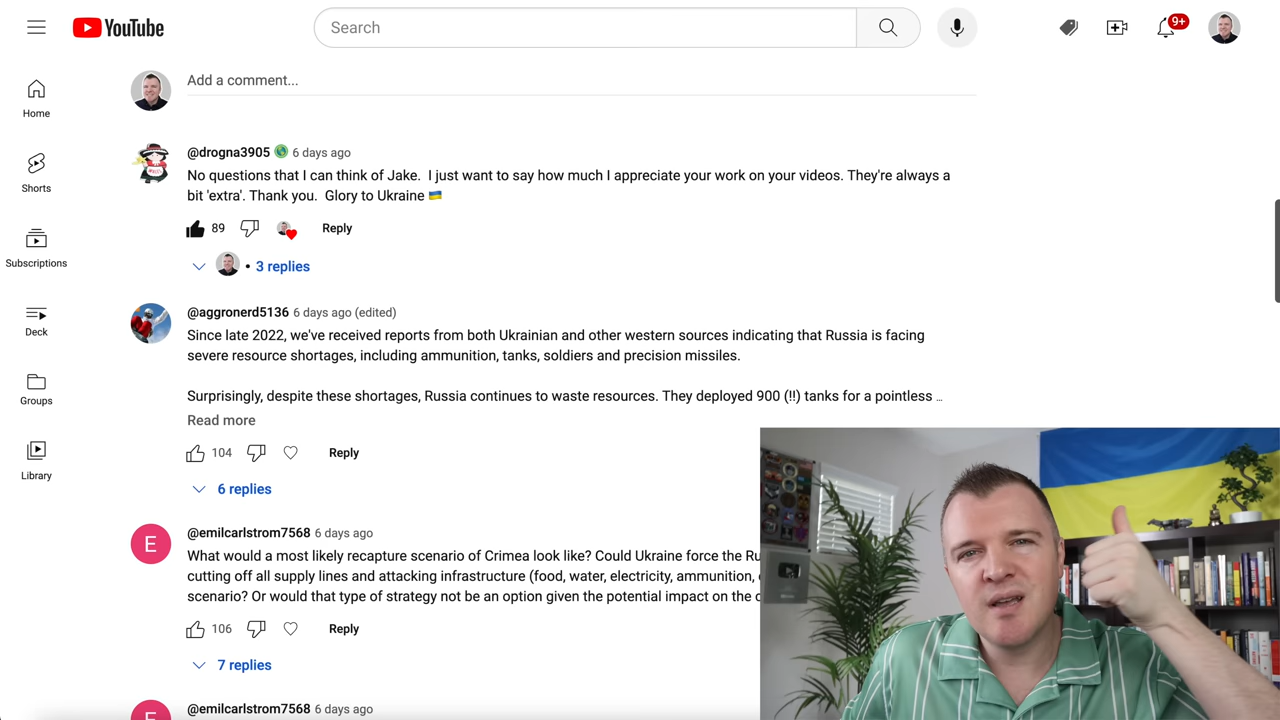 YouTube
Search
9+
Home
Shorts
Subscriptions
Deck
Groups
Library
Add a comment...
@drogna3905 6 days ago
No questions that I can think of Jake. I just want to say how much I appreciate your work on your videos. They're always a
bit 'extra'. Thank you. Glory to Ukraine 🇺🇦
89 Reply
• 3 replies
@aggronerd5136 6 days ago (edited)
Since late 2022, we've received reports from both Ukrainian and other western sources indicating that Russia is facing
severe resource shortages, including ammunition, tanks, soldiers and precision missiles.
Surprisingly, despite these shortages, Russia continues to waste resources. They deployed 900 (!!) tanks for a pointless ...
Read more
104 Reply
6 replies
E
@emilcarlstrom7568 6 days ago
What would a most likely recapture scenario of Crimea look like? Could Ukraine force the Ru
cutting off all supply lines and attacking infrastructure (food, water, electricity, ammunition,
scenario? Or would that type of strategy not be an option given the potential impact on the c
106 Reply
7 replies
@emilcarlstrom7568 6 days ago